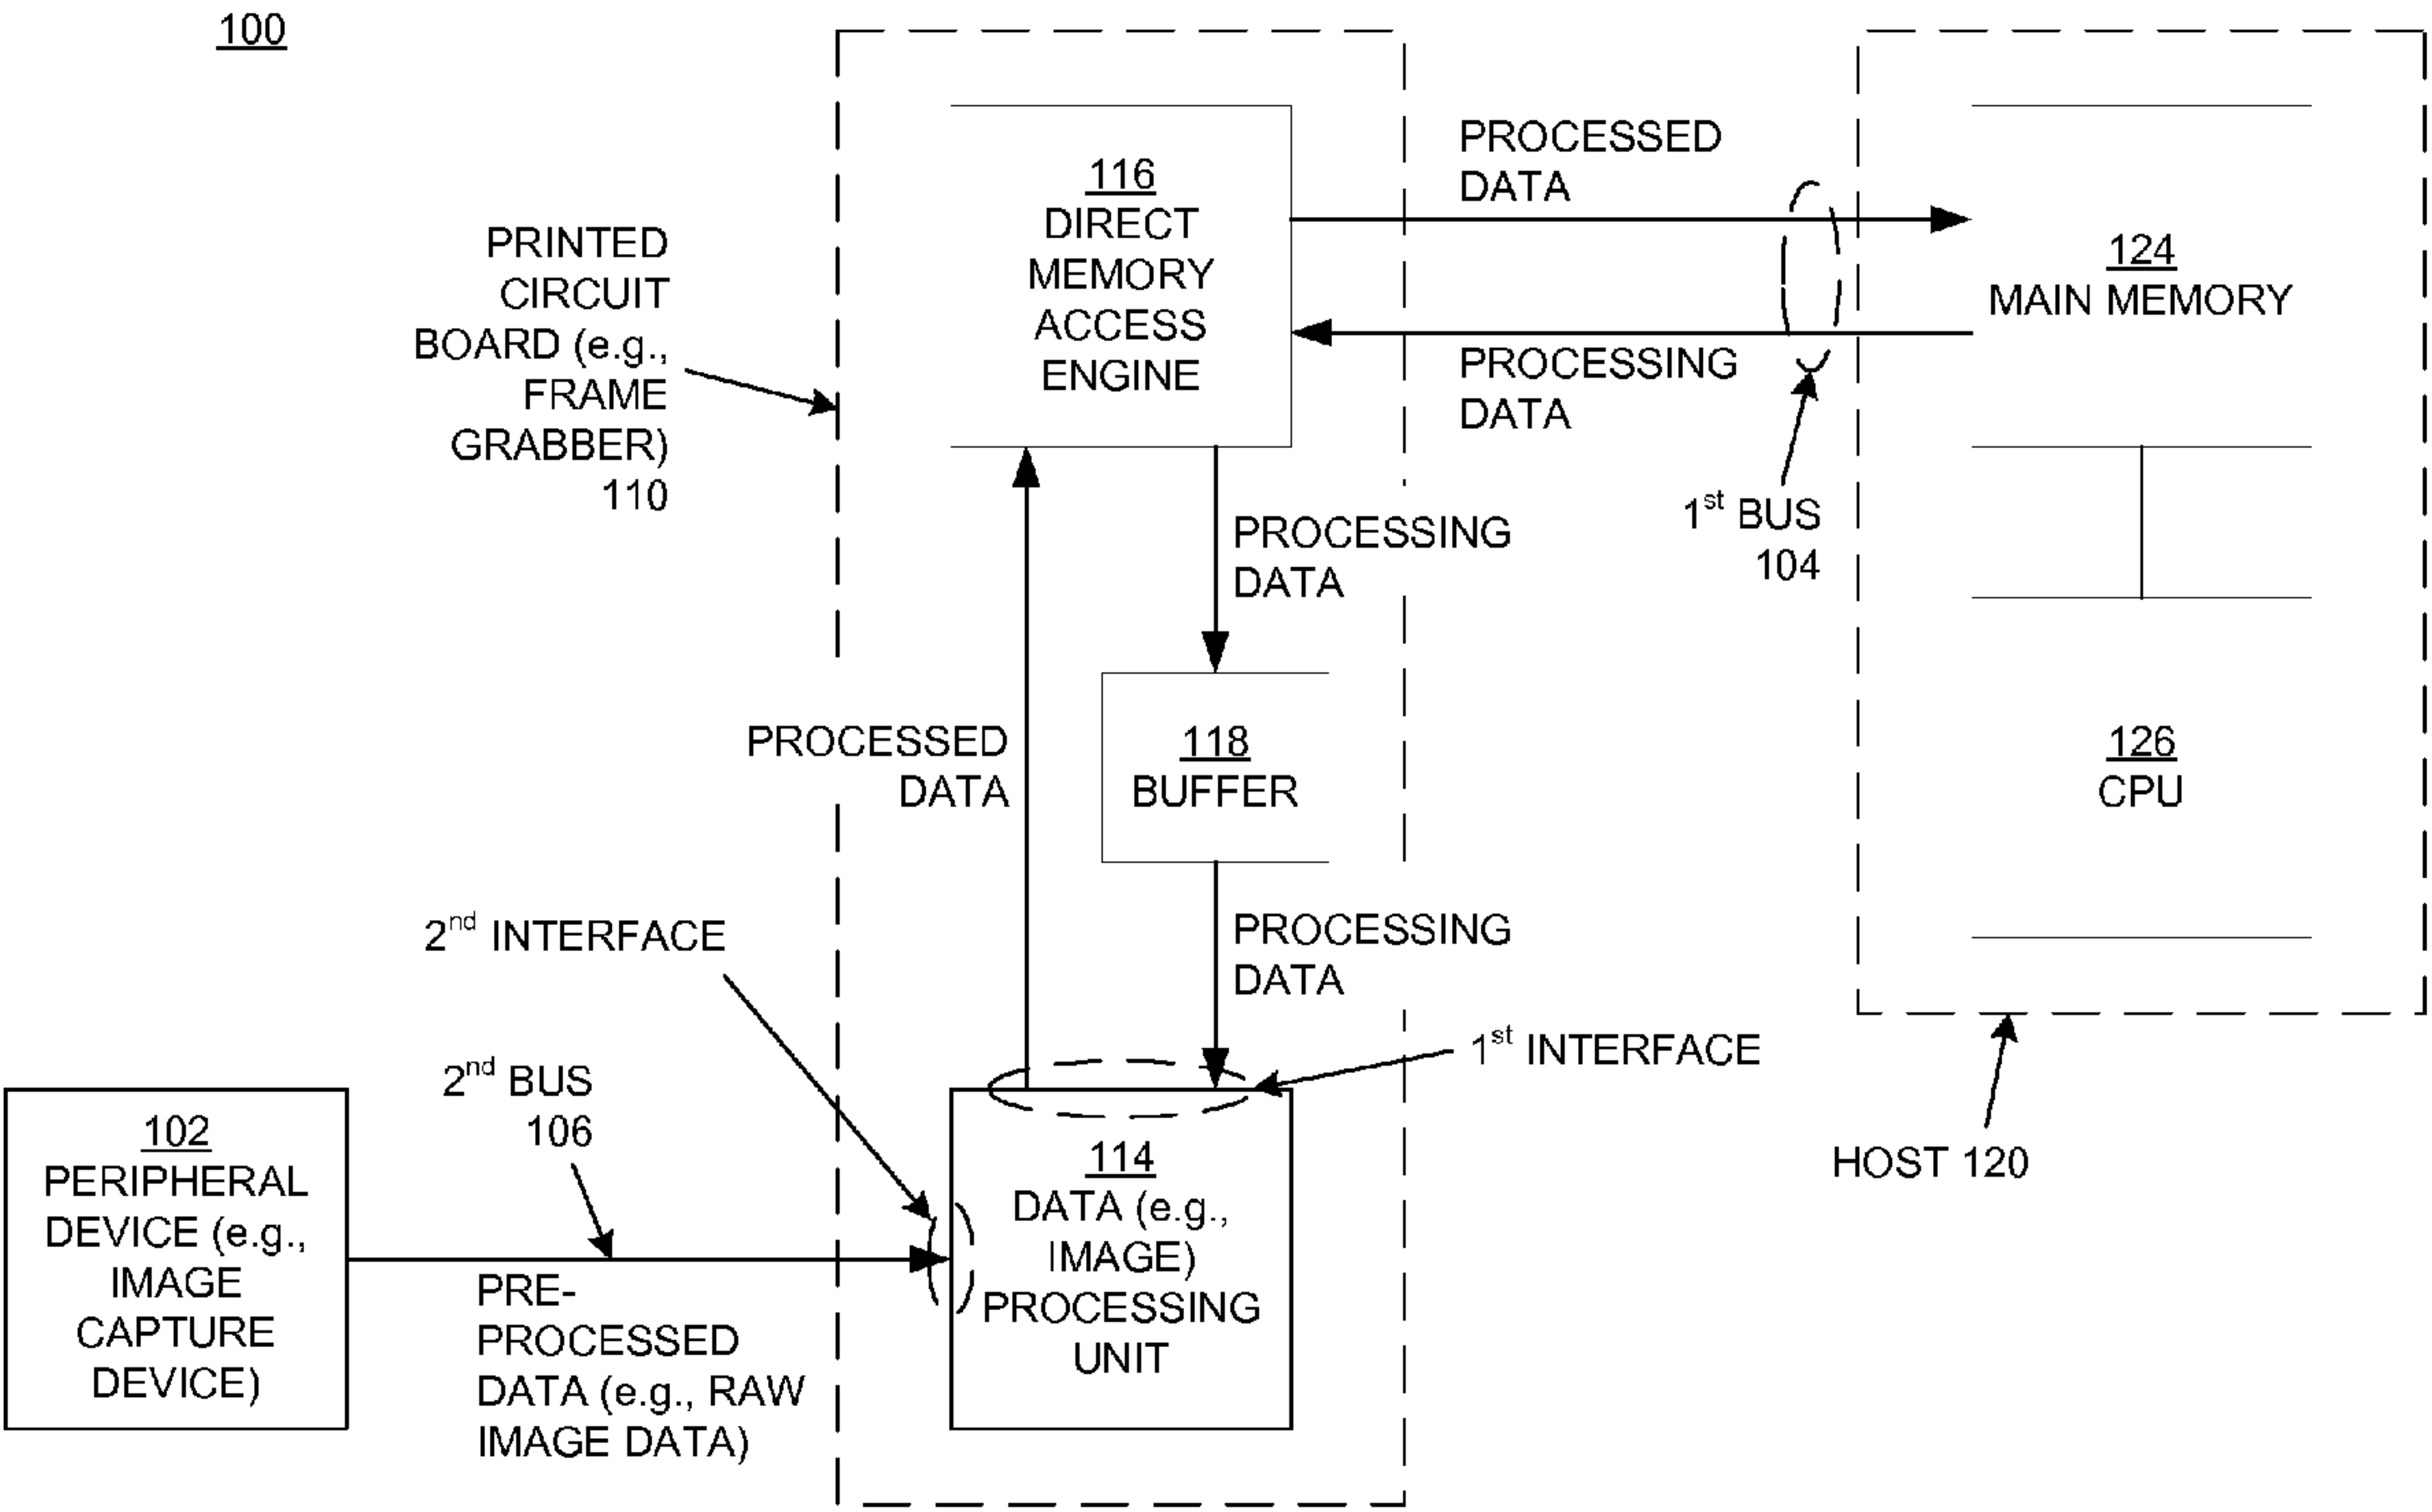 100
PRINTED
CIRCUIT
BOARD (e.g.,
FRAME
GRABBER)
110
116
DIRECT
MEMORY
ACCESS
ENGINE
PROCESSED
DATA
PROCESSING
DATA
1st BUS
104
124
MAIN MEMORY
PROCESSING
DATA
PROCESSED
DATA
118
BUFFER
126
CPU
PROCESSING
DATA
2nd INTERFACE
1st INTERFACE
HOST 120
2nd BUS
106
102
PERIPHERAL
DEVICE (e.g.,
IMAGE
CAPTURE
DEVICE)
PRE-
PROCESSED
DATA (e.g., RAW
IMAGE DATA)
114
DATA (e.g.,
IMAGE)
PROCESSING
UNIT